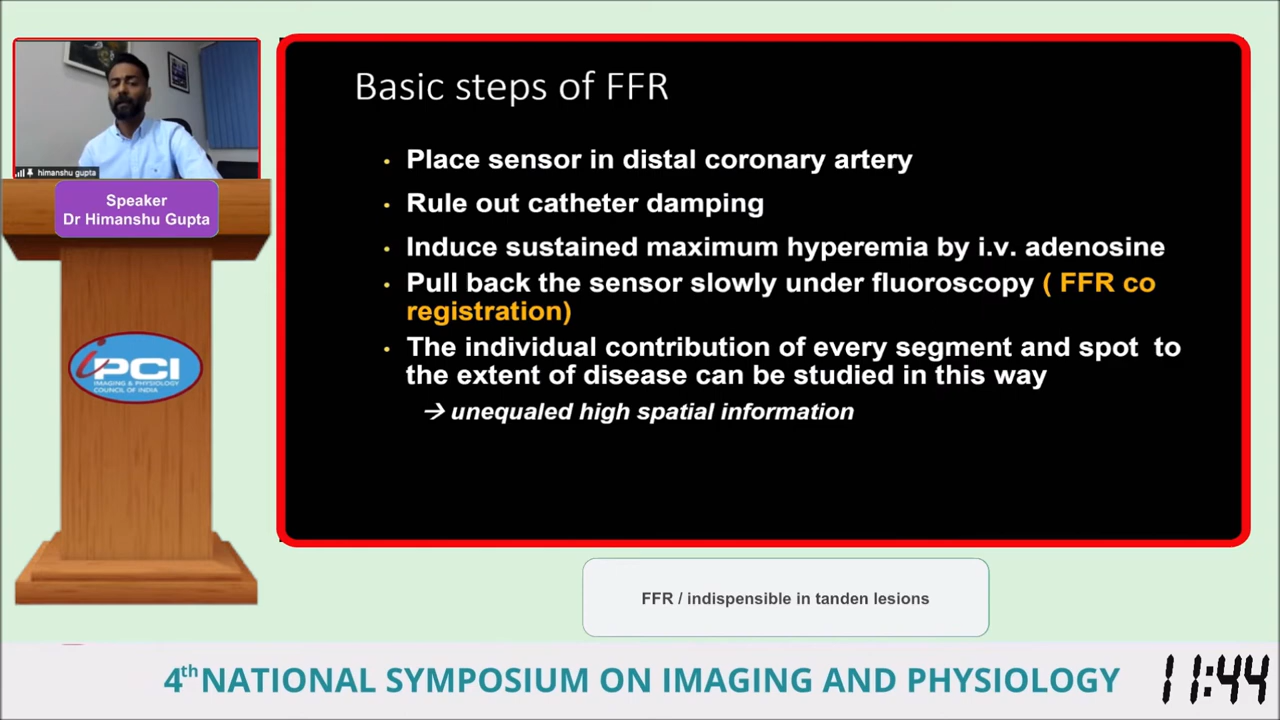 Basic steps of FFR
• Place sensor in distal coronary artery
• Rule out catheter damping
• Induce sustained maximum hyperemia by i.v. adenosine
• Pull back the sensor slowly under fluoroscopy ( FFR co
registration)
• The individual contribution of every segment and spot to
the extent of disease can be studied in this way
→ unequaled high spatial information
himanshu gupta
Speaker
Dr Himanshu Gupta
iPCI
IMAGING & PHYSIOLOGY
COUNCIL OF INDIA
FFR / indispensible in tanden lesions
4th NATIONAL SYMPOSIUM ON IMAGING AND PHYSIOLOGY
11:44